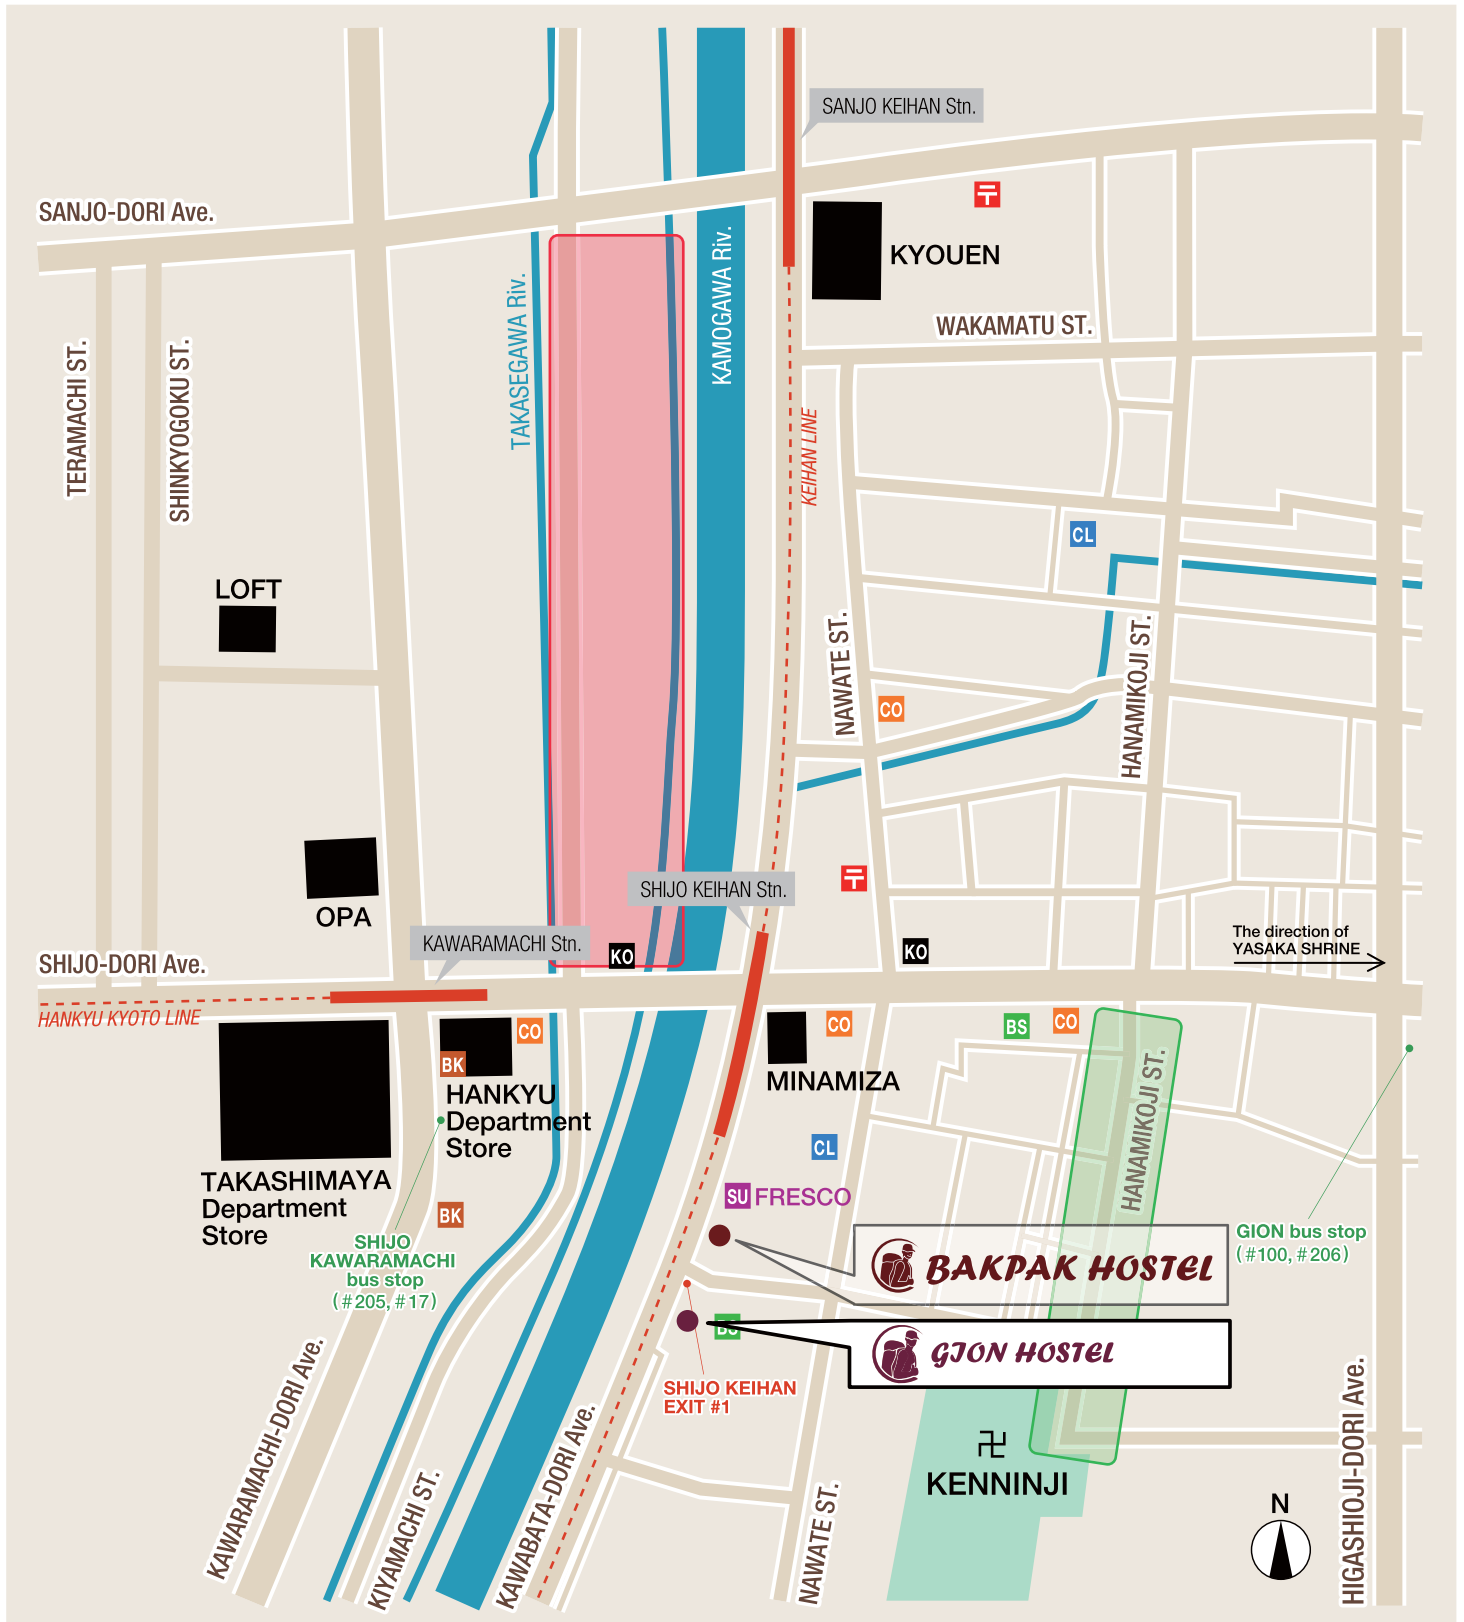 SANJO KEIHAN Stn.
SANJO-DORI Ave.
〒
KYOUEN
KAMOGAWA Riv.
TAKASEGAWA Riv.
WAKAMATU ST.
TERAMACHI ST.
SHINKYOGOKU ST.
KEIHAN LINE
CL
LOFT
NAWATE ST.
HANAMIKOJI ST.
CO
OPA
SHIJO KEIHAN Stn.
〒
KAWARAMACHI Stn.
KO
KO
The direction of
YASAKA SHRINE
SHIJO-DORI Ave.
HANKYU KYOTO LINE
CO
BK
HANKYU
Department
Store
CO
MINAMIZA
BS
CO
HANAMIKOJI ST.
CL
TAKASHIMAYA
Department
Store
BK
SU FRESCO
SHIJO
KAWARAMACHI
bus stop
(#205, #17)
GION bus stop
(#100, #206)
BAKPAK HOSTEL
BS
GION HOSTEL
SHIJO KEIHAN
EXIT #1
KAWARAMACHI-DORI Ave.
KIYAMACHI ST.
KAWABATA-DORI Ave.
NAWATE ST.
卍
KENNINJI
N
HIGASHIOJI-DORI Ave.